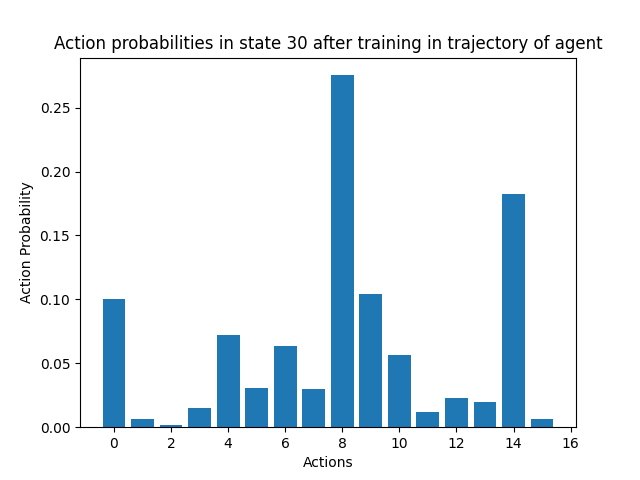 Action probabilities in state 30 after training in trajectory of agent
Action Probability
0.25
0.20
0.15
0.10
0.05
0.00
0 2 4 6 8 10 12 14 16
Actions